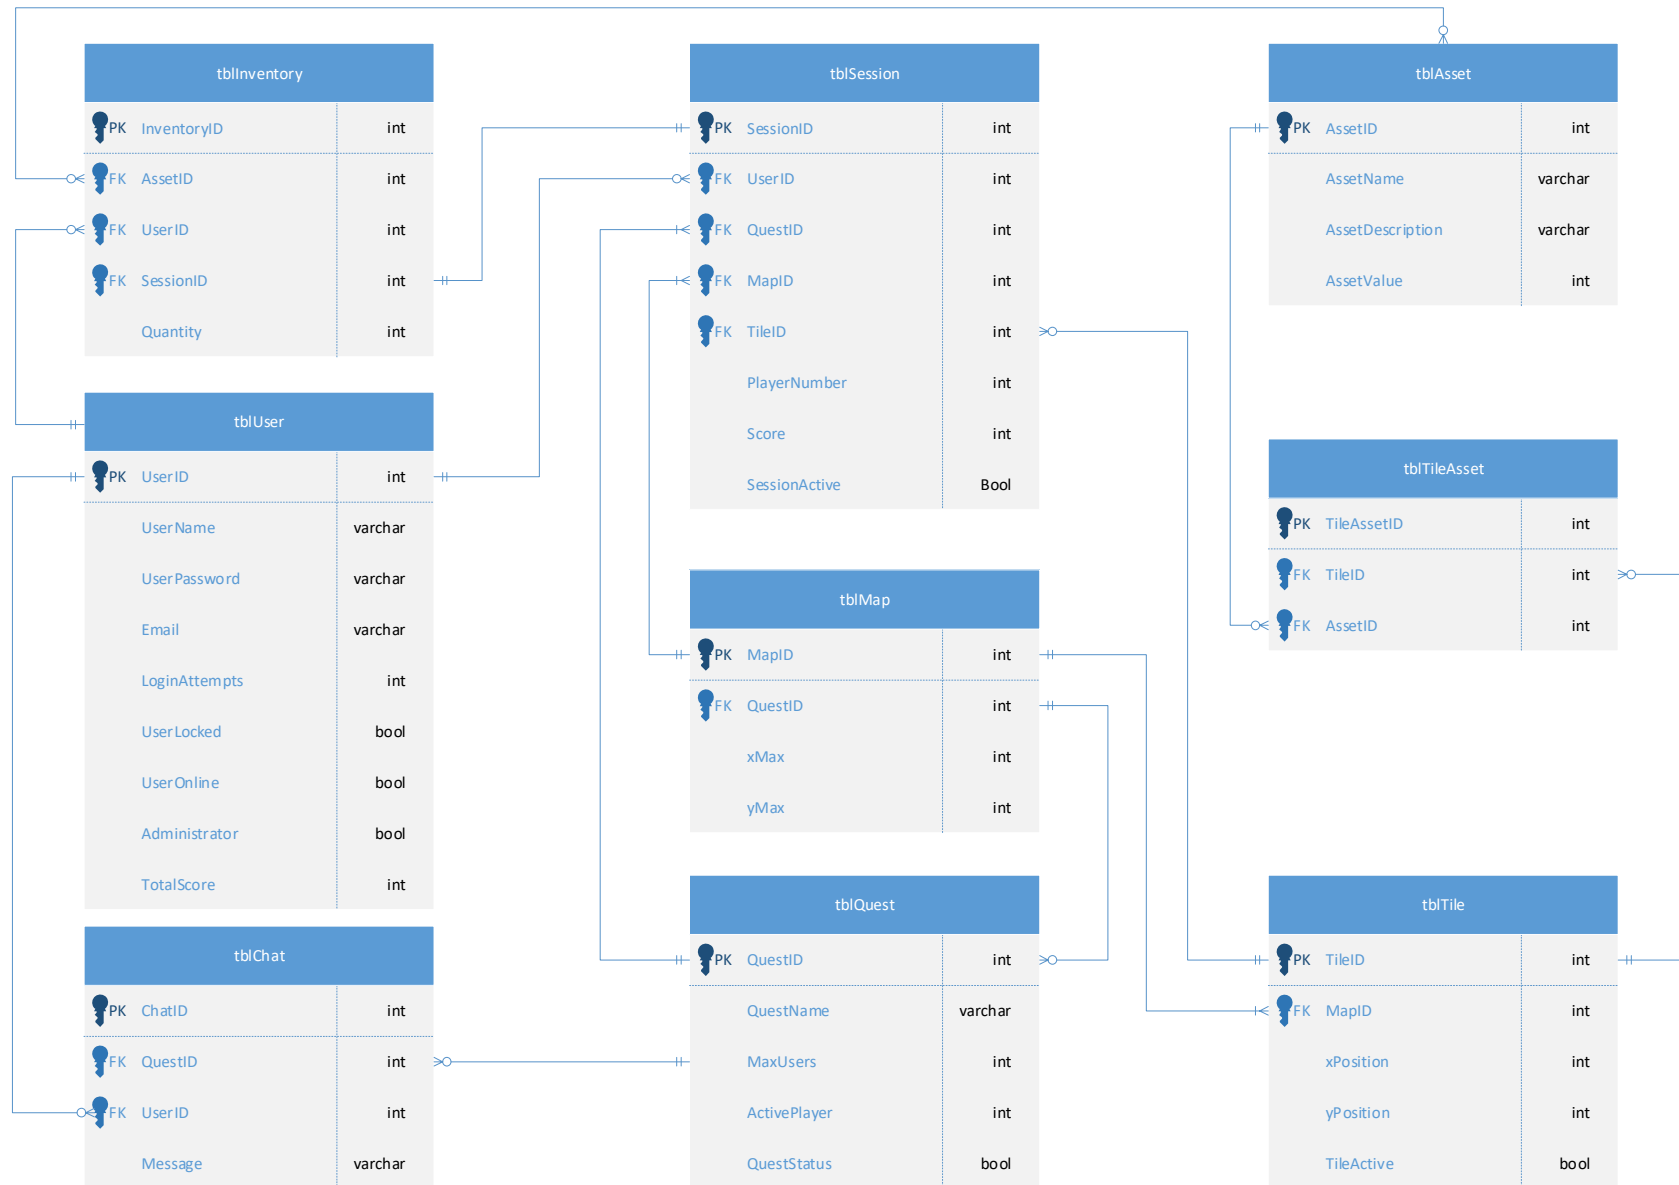 tblInventory
PK InventoryID int
FK AssetID int
FK UserID int
FK SessionID int
Quantity int
tblUser
PK UserID int
UserName varchar
UserPassword varchar
Email varchar
LoginAttempts int
UserLocked bool
UserOnline bool
Administrator bool
TotalScore int
tblChat
PK ChatID int
FK QuestID int
FK UserID int
Message varchar
tblSession
PK SessionID int
FK UserID int
FK QuestID int
FK MapID int
FK TileID int
PlayerNumber int
Score int
SessionActive Bool
tblMap
PK MapID int
FK QuestID int
xMax int
yMax int
tblQuest
PK QuestID int
QuestName varchar
MaxUsers int
ActivePlayer int
QuestStatus bool
tblAsset
PK AssetID int
AssetName varchar
AssetDescription varchar
AssetValue int
tblTileAsset
PK TileAssetID int
FK TileID int
FK AssetID int
tblTile
PK TileID int
FK MapID int
xPosition int
yPosition int
TileActive bool